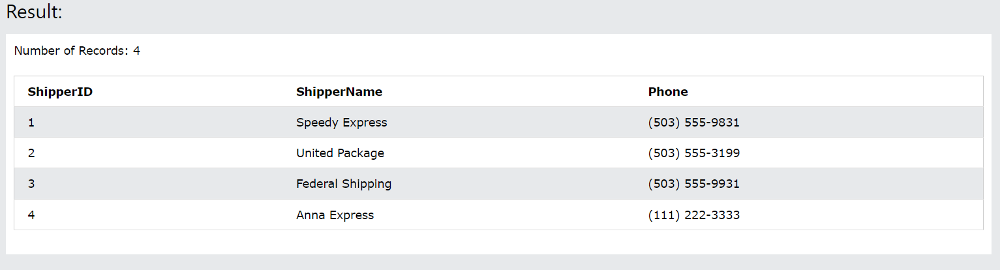 Result:
Number of Records: 4
ShipperID ShipperName Phone
1 Speedy Express (503) 555-9831
2 United Package (503) 555-3199
3 Federal Shipping (503) 555-9931
4 Anna Express (111) 222-3333